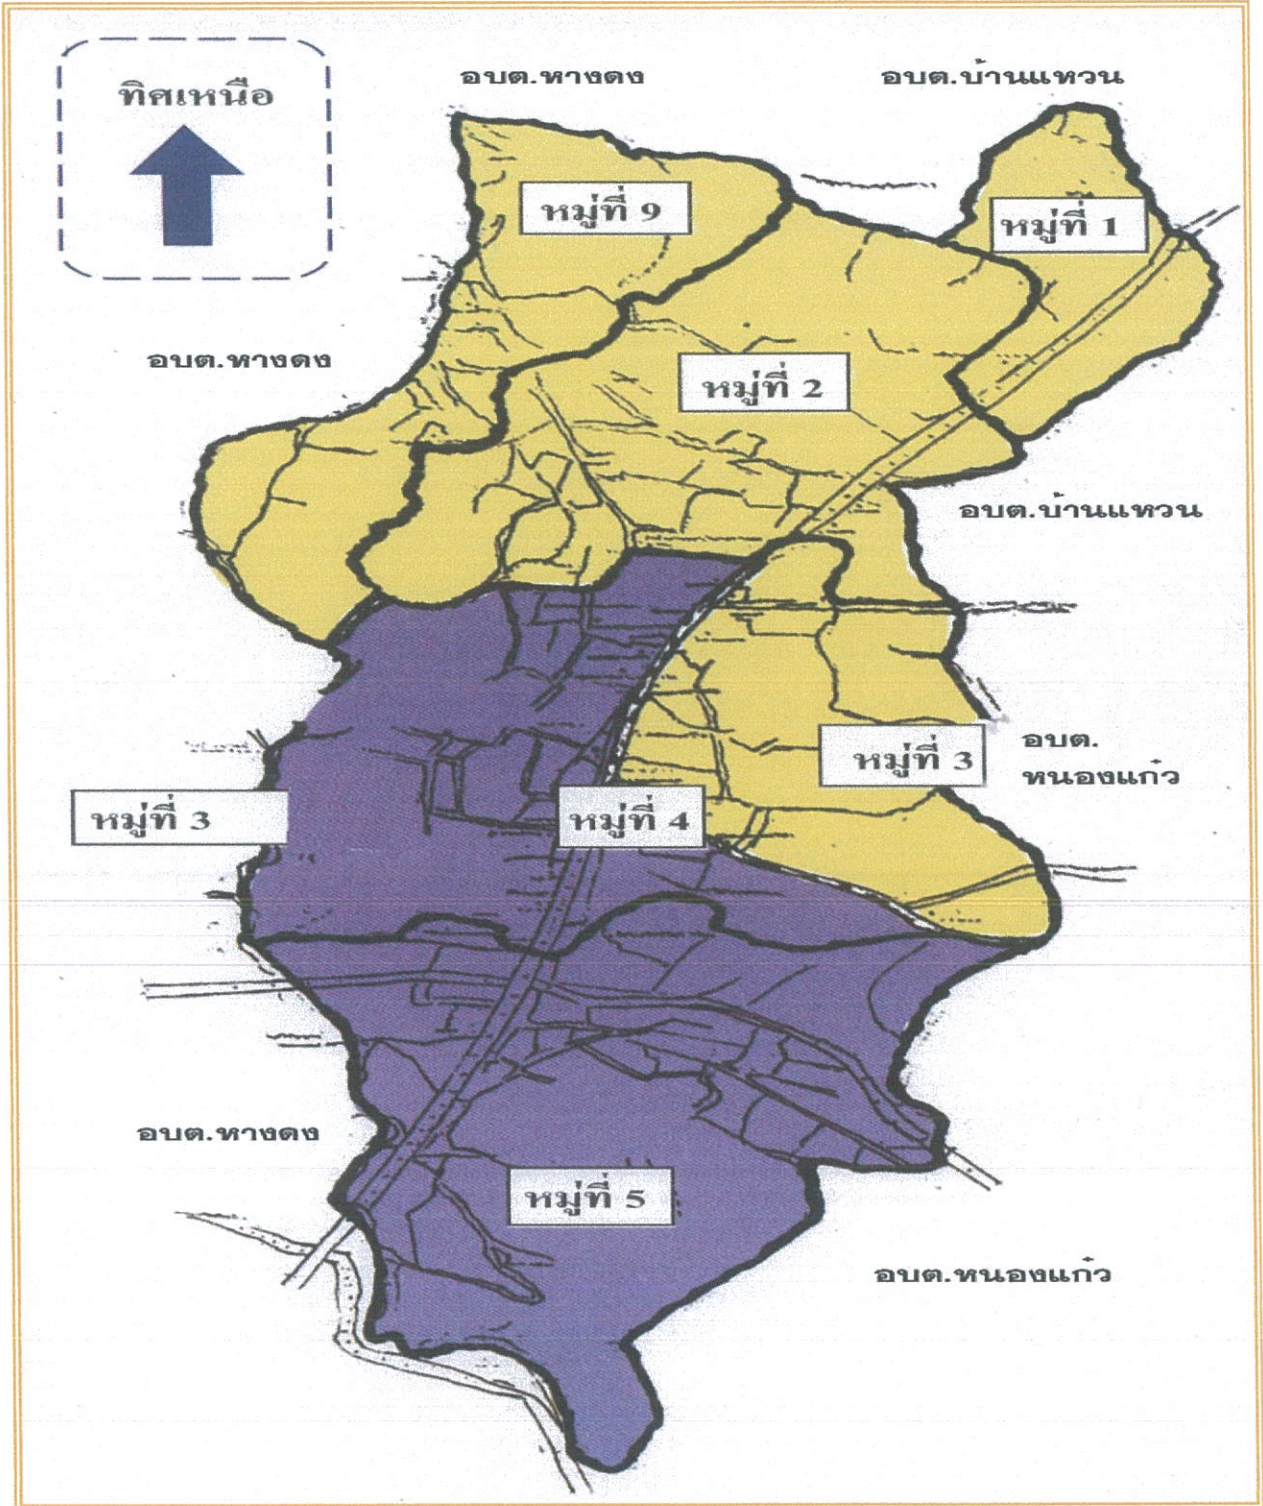 ทิศเหนือ
อบต.หางดง
อบต.บ้านแหวน
หมู่ที่ 9
หมู่ที่ 1
อบต.หางดง
หมู่ที่ 2
อบต.บ้านแหวน
หมู่ที่ 3
อบต.
หนองแก๋ว
หมู่ที่ 3
หมู่ที่ 4
อบต.หางดง
หมู่ที่ 5
อบต.หนองแก๋ว